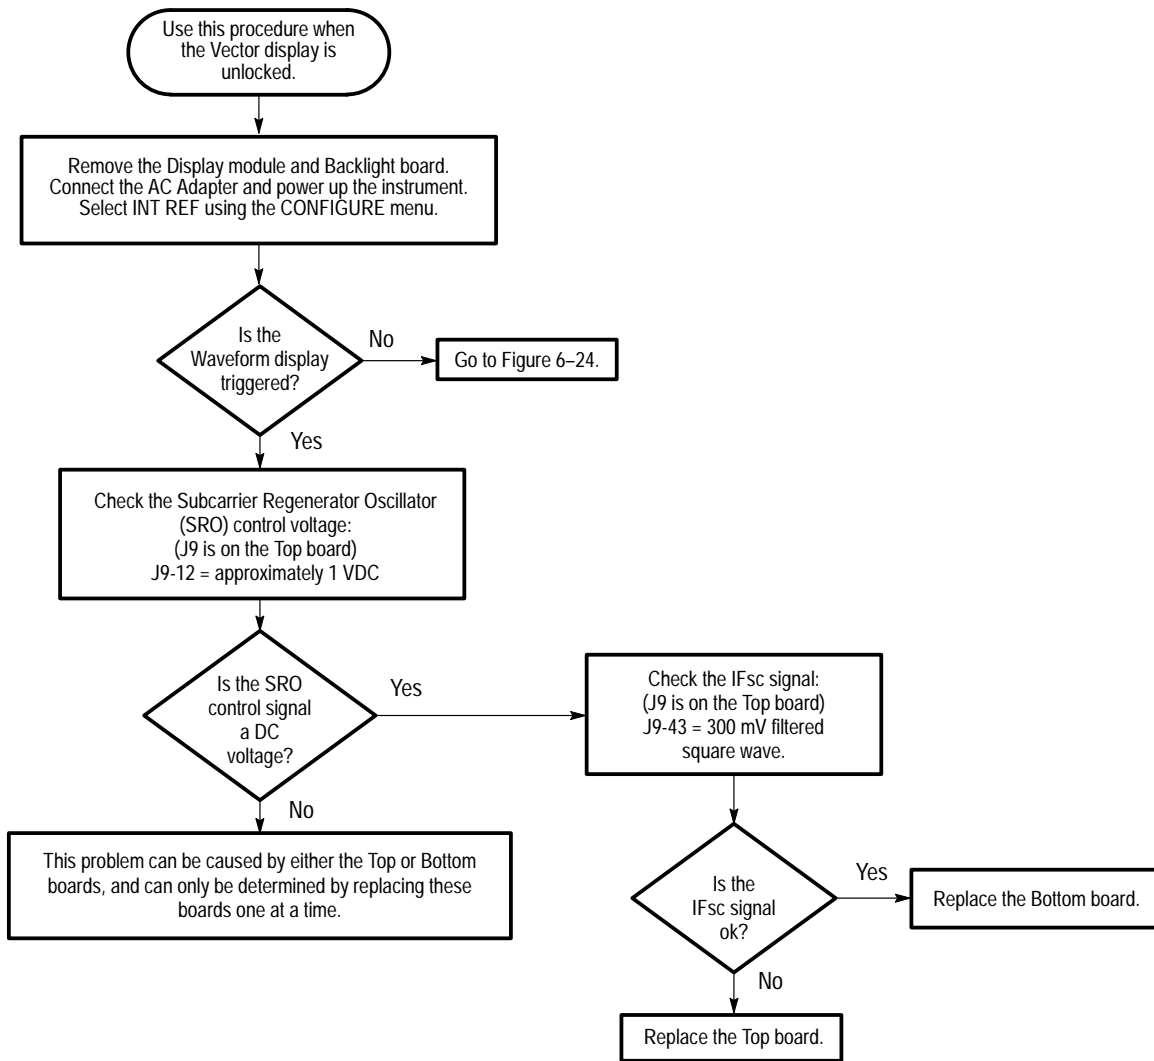 Use this procedure when
the Vector display is
unlocked.
Remove the Display module and Backlight board.
Connect the AC Adapter and power up the instrument.
Select INT REF using the CONFIGURE menu.
Is the
Waveform display
triggered?
No
Go to Figure 6–24.
Yes
Check the Subcarrier Regenerator Oscillator
(SRO) control voltage:
(J9 is on the Top board)
J9-12 = approximately 1 VDC
Is the SRO
control signal
a DC
voltage?
Yes
Check the IFsc signal:
(J9 is on the Top board)
J9-43 = 300 mV filtered
square wave.
No
This problem can be caused by either the Top or Bottom
boards, and can only be determined by replacing these
boards one at a time.
Is the
IFsc signal
ok?
Yes
Replace the Bottom board.
No
Replace the Top board.